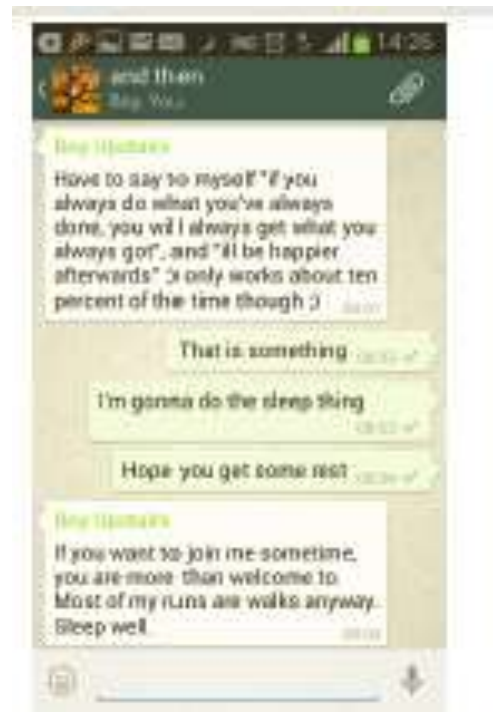 14:26
and then
Have to say to myself "if you
always do what you've always
done, you will always get what you
always got", and "ill be happier
afterwards" ;) only works about ten
percent of the time though ;)
That is something
I'm gonna do the sleep thing
Hope you get some rest
If you want to join me sometime,
you are more than welcome to.
Most of my runs are walks anyway.
Sleep well.